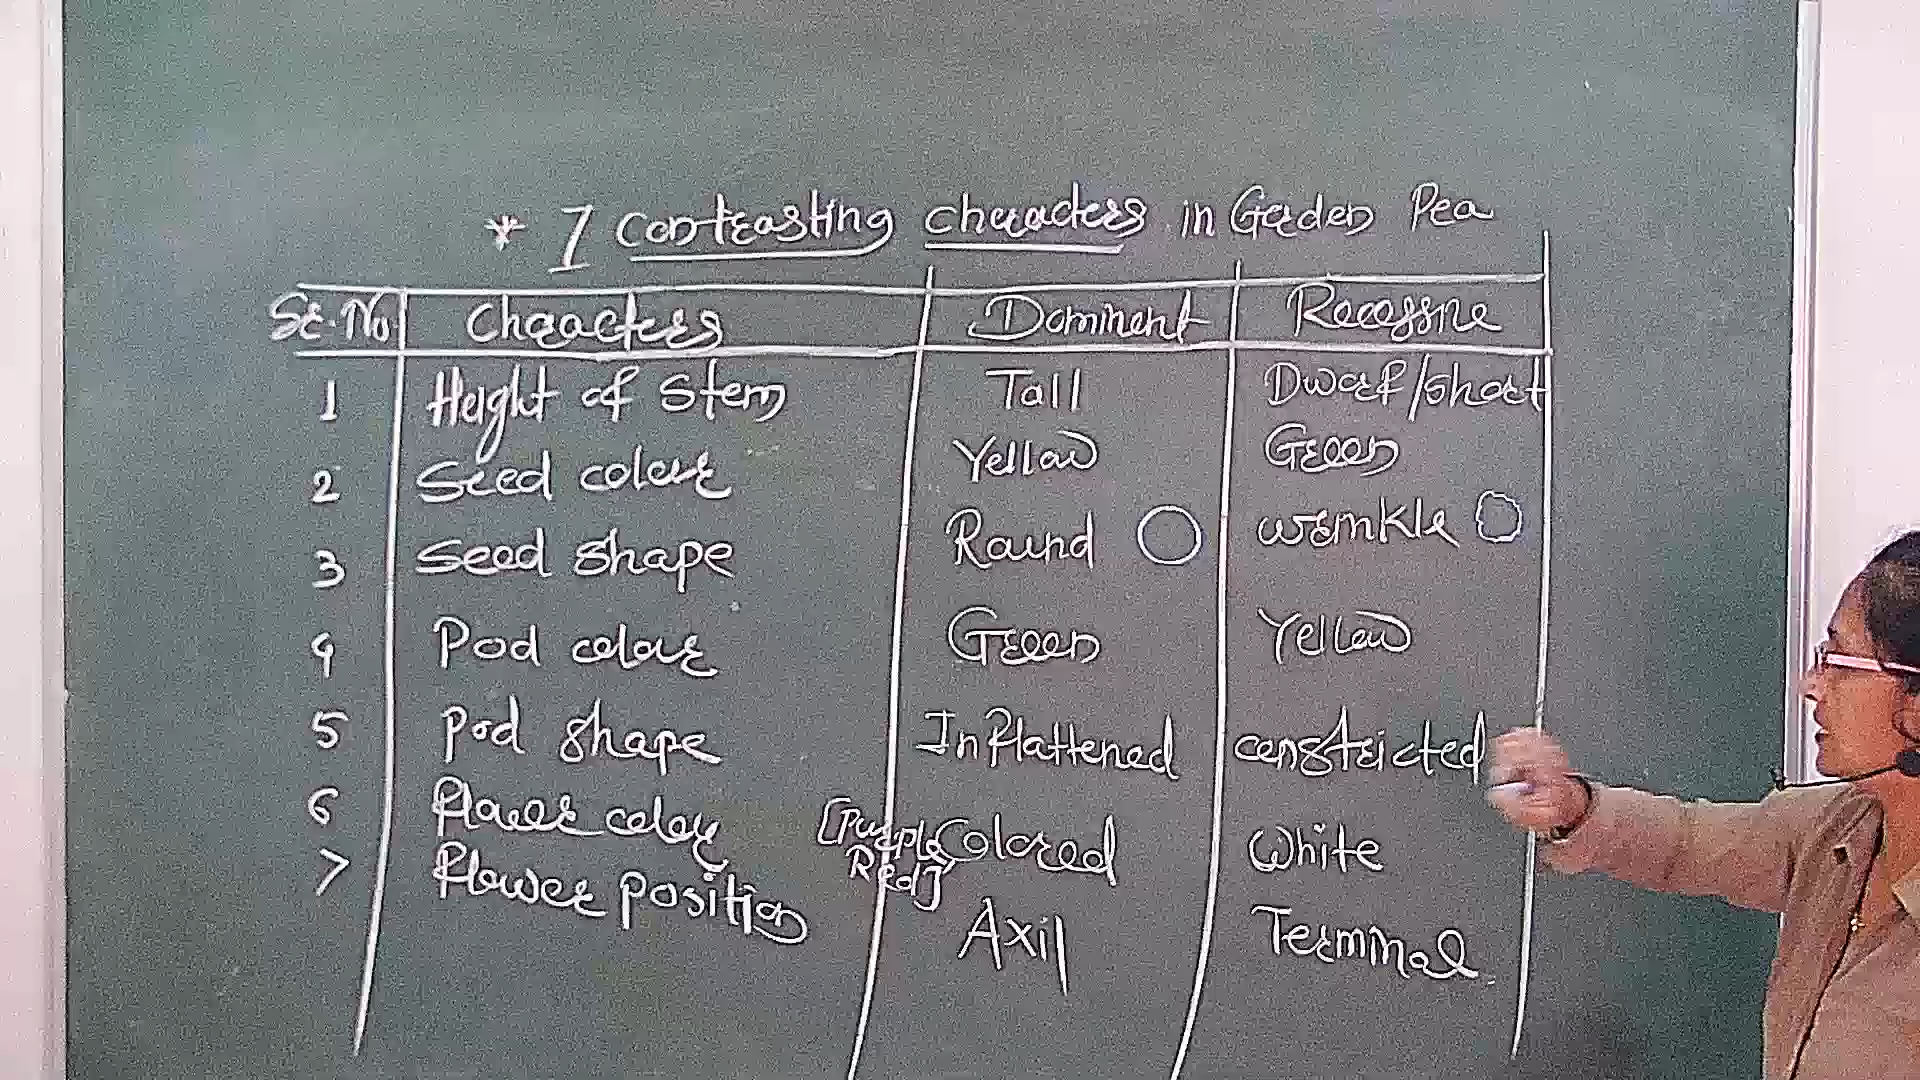 * 7 contrasting characters in Garden Pea
Sr. No. Characters Dominent Recessive
1 Height of Stem Tall Dwarf/short
2 Seed colour Yellow Green
3 Seed shape Round wrinkle
4 Pod colour Green Yellow
5 Pod shape Inflattened constricted
6 flower colour [Purple Red] Colored White
7 flower position Axil Terminal